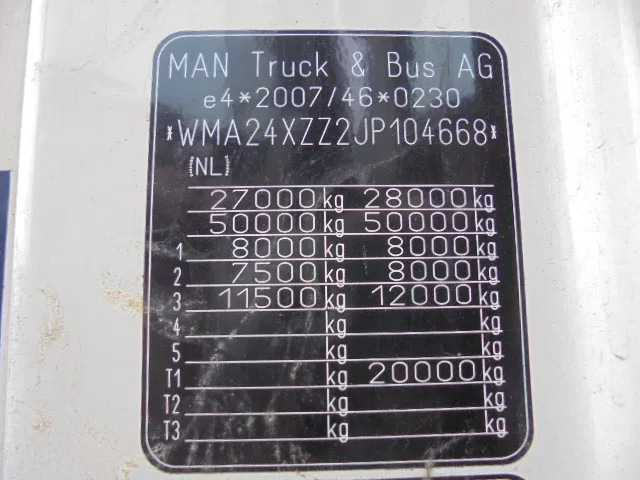 MAN Truck & Bus AG
e4*2007/46*0230
*WMA24XZZ2JP104668*
[NL]
27000 kg 28000 kg
50000 kg 50000 kg
1 8000 kg 8000 kg
2 7500 kg 8000 kg
3 11500 kg 12000 kg
4 kg kg
5 kg kg
T1 kg 20000 kg
T2 kg kg
T3 kg kg